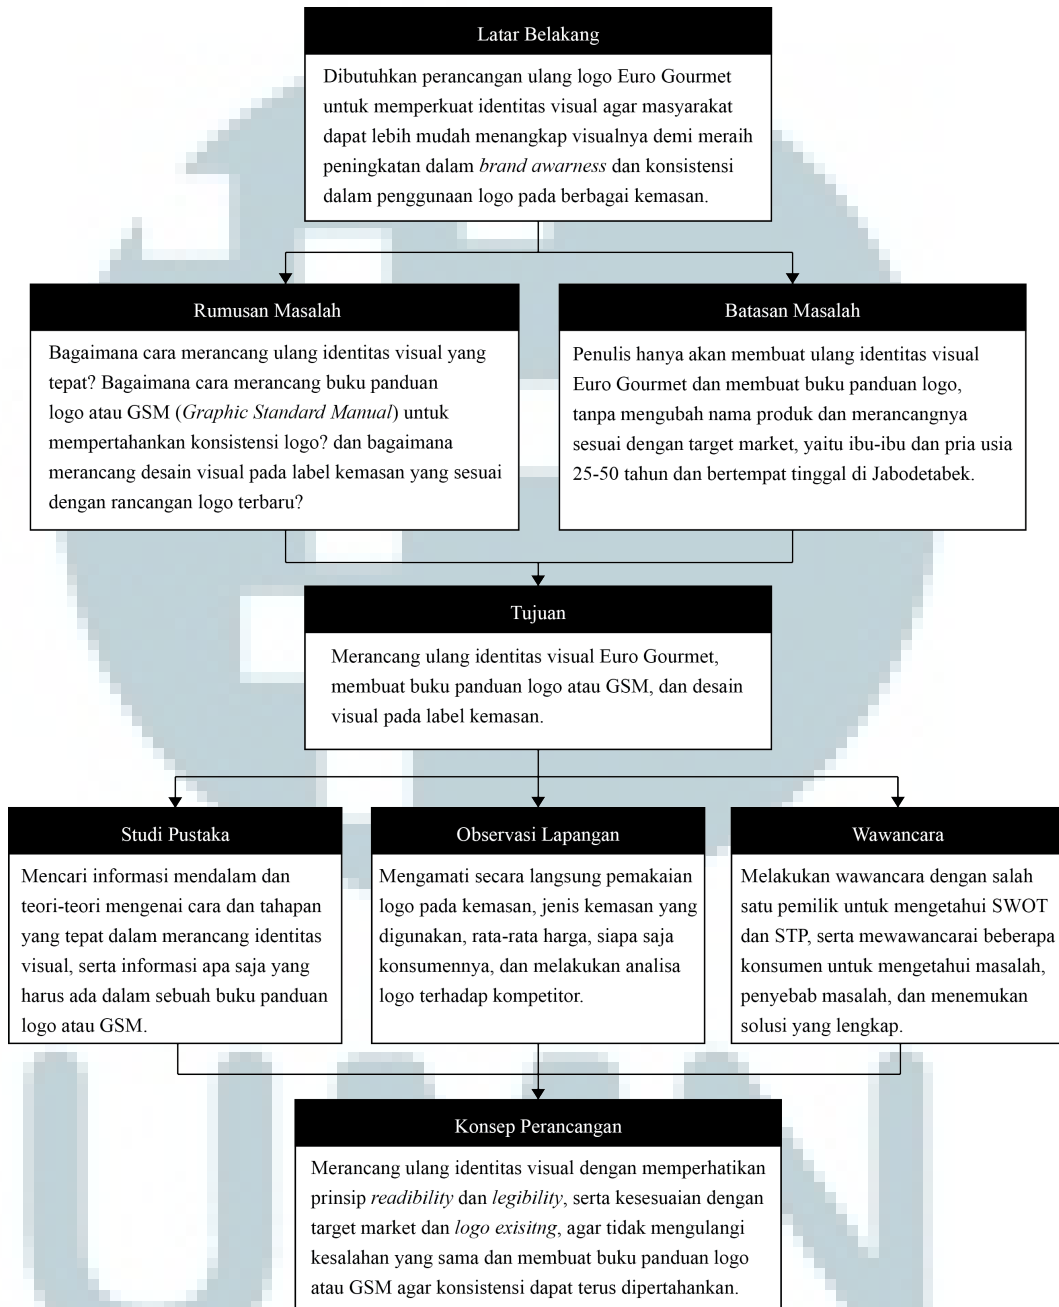 Latar Belakang
Dibutuhkan perancangan ulang logo Euro Gourmet
untuk memperkuat identitas visual agar masyarakat
dapat lebih mudah menangkap visualnya demi meraih
peningkatan dalam brand awarness dan konsistensi
dalam penggunaan logo pada berbagai kemasan.
Rumusan Masalah
Bagaimana cara merancang ulang identitas visual yang
tepat? Bagaimana cara merancang buku panduan
logo atau GSM (Graphic Standard Manual) untuk
mempertahankan konsistensi logo? dan bagaimana
merancang desain visual pada label kemasan yang sesuai
dengan rancangan logo terbaru?
Batasan Masalah
Penulis hanya akan membuat ulang identitas visual
Euro Gourmet dan membuat buku panduan logo,
tanpa mengubah nama produk dan merancangnya
sesuai dengan target market, yaitu ibu-ibu dan pria usia
25-50 tahun dan bertempat tinggal di Jabodetabek.
Tujuan
Merancang ulang identitas visual Euro Gourmet,
membuat buku panduan logo atau GSM, dan desain
visual pada label kemasan.
Studi Pustaka
Mencari informasi mendalam dan
teori-teori mengenai cara dan tahapan
yang tepat dalam merancang identitas
visual, serta informasi apa saja yang
harus ada dalam sebuah buku panduan
logo atau GSM.
Observasi Lapangan
Mengamati secara langsung pemakaian
logo pada kemasan, jenis kemasan yang
digunakan, rata-rata harga, siapa saja
konsumennya, dan melakukan analisa
logo terhadap kompetitor.
Wawancara
Melakukan wawancara dengan salah
satu pemilik untuk mengetahui SWOT
dan STP, serta mewawancarai beberapa
konsumen untuk mengetahui masalah,
penyebab masalah, dan menemukan
solusi yang lengkap.
Konsep Perancangan
Merancang ulang identitas visual dengan memperhatikan
prinsip readibility dan legibility, serta kesesuaian dengan
target market dan logo exisitng, agar tidak mengulangi
kesalahan yang sama dan membuat buku panduan logo
atau GSM agar konsistensi dapat terus dipertahankan.
UMN